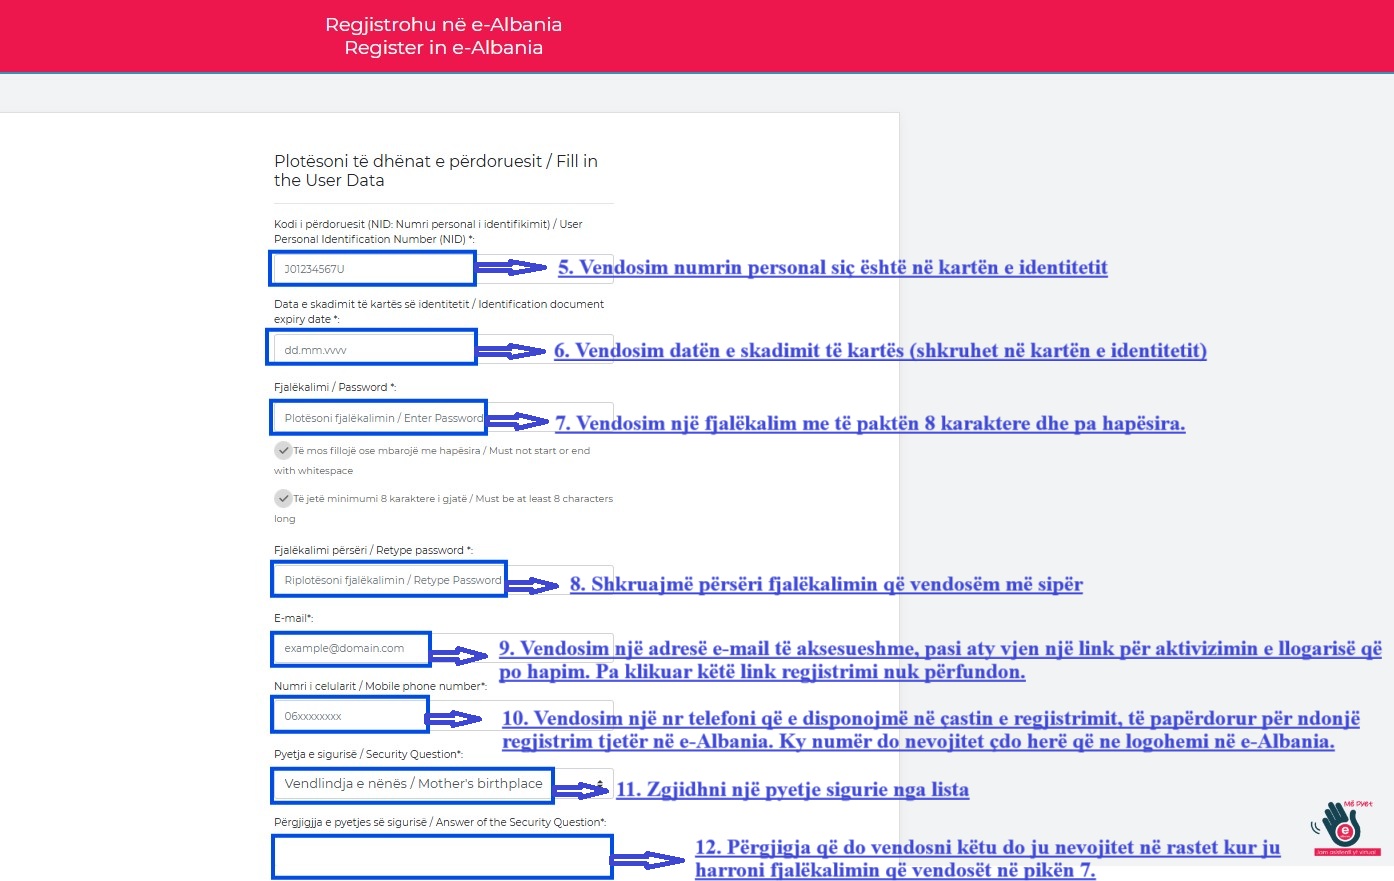 Regjistrohu në e-Albania
Register in e-Albania
Plotësoni të dhënat e përdoruesit / Fill in
the User Data
Kodi i përdoruesit (NID: Numri personal i identifikimit) / User
Personal Identification Number (NID) *:
J01234567U
5. Vendosim numrin personal siç është në kartën e identitetit
Data e skadimit të kartës së identitetit / Identification document
expiry date *:
dd.mm.vvvv
6. Vendosim datën e skadimit të kartës (shkruhet në kartën e identitetit)
Fjalëkalimi / Password *:
Plotësoni fjalëkalimin / Enter Password
7. Vendosim një fjalëkalim me të paktën 8 karaktere dhe pa hapësira.
Të mos fillojë ose mbarojë me hapësira / Must not start or end
with whitespace
Të jetë minimumi 8 karaktere i gjatë / Must be at least 8 characters
long
Fjalëkalimi përsëri / Retype password *:
Riplotësoni fjalëkalimin / Retype Password
8. Shkruajmë përsëri fjalëkalimin që vendosëm më sipër
E-mail*:
example@domain.com
9. Vendosim një adresë e-mail të aksesueshme, pasi aty vjen një link për aktivizimin e llogarisë që
po hapim. Pa klikuar këtë link regjistrimi nuk përfundon.
Numri i celularit / Mobile phone number*:
06xxxxxxxx
10. Vendosim një nr telefoni që e disponojmë në çastin e regjistrimit, të papërdorur për ndonjë
regjistrim tjetër në e-Albania. Ky numër do nevojitet çdo herë që ne logohemi në e-Albania.
Pyetja e sigurisë / Security Question*:
Vendlindja e nënës / Mother's birthplace
11. Zgjidhni një pyetje sigurie nga lista
Përgjigjja e pyetjes së sigurisë / Answer of the Security Question*:
12. Përgjigja që do vendosni këtu do ju nevojitet në rastet kur ju
harroni fjalëkalimin që vendosët në pikën 7.
Më pyet
e
Jam asistenti yt virtual